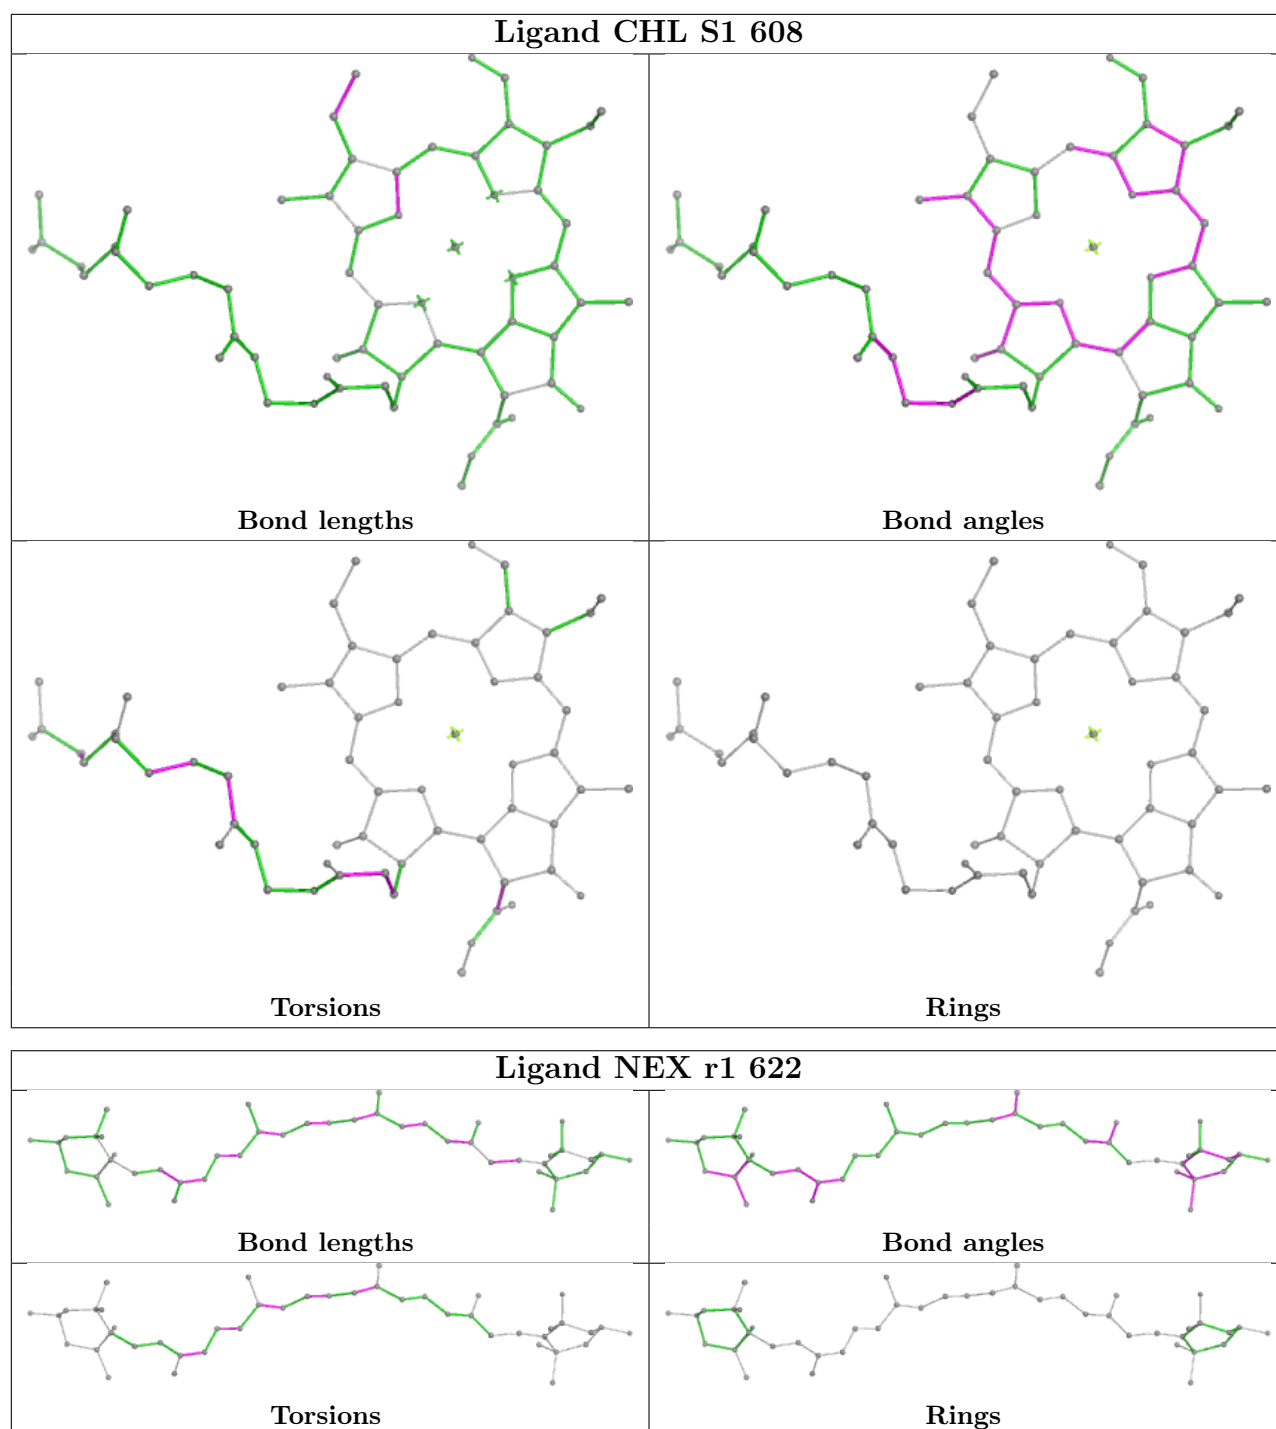 Ligand CHL S1 608
Bond lengths
Bond angles
Torsions
Rings
Ligand NEX r1 622
Bond lengths
Bond angles
Torsions
Rings